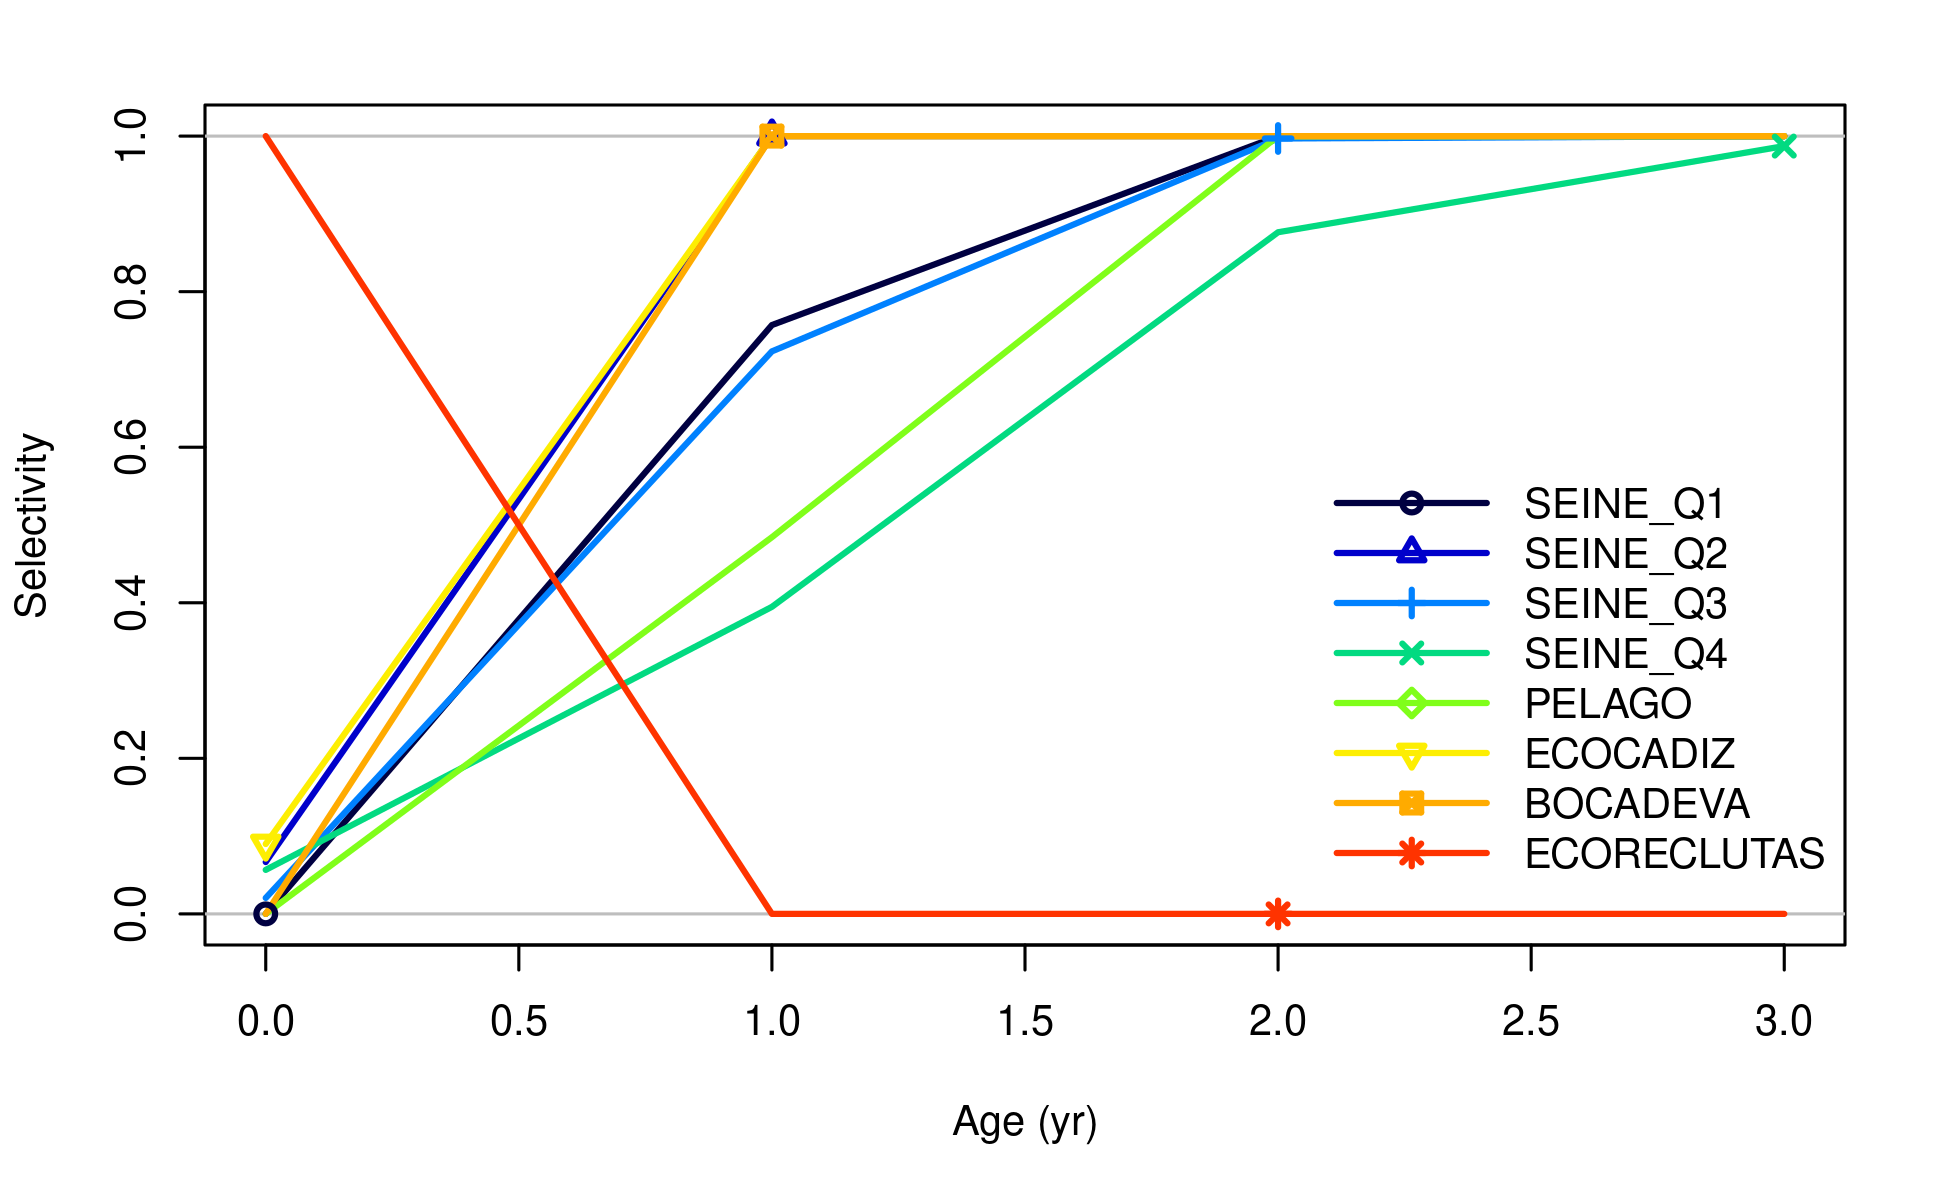 1.0
0.8
0.6
0.4
0.2
0.0
Selectivity
SEINE_Q1
SEINE_Q2
SEINE_Q3
SEINE_Q4
PELAGO
ECOCADIZ
BOCADEVA
ECORECLUTAS
0.0 0.5 1.0 1.5 2.0 2.5 3.0
Age (yr)